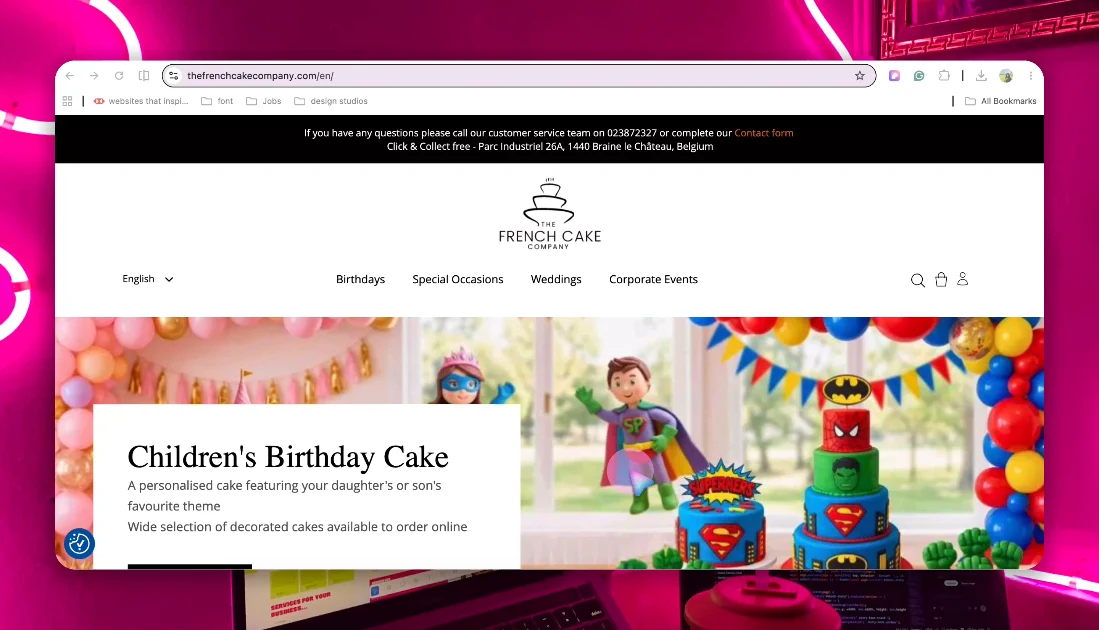 thefrenchcakecompany.com/en/
websites that inspi...
font
Jobs
design studios
All Bookmarks
If you have any questions please call our customer service team on 023872327 or complete our Contact form
Click & Collect free - Parc Industriel 26A, 1440 Braine le Château, Belgium
THE
FRENCH CAKE
COMPANY
English
Birthdays
Special Occasions
Weddings
Corporate Events
SP
SUPERHEROS
Children's Birthday Cake
A personalised cake featuring your daughter's or son's
favourite theme
Wide selection of decorated cakes available to order online
SERVICES FOR YOUR
BUSINESS...